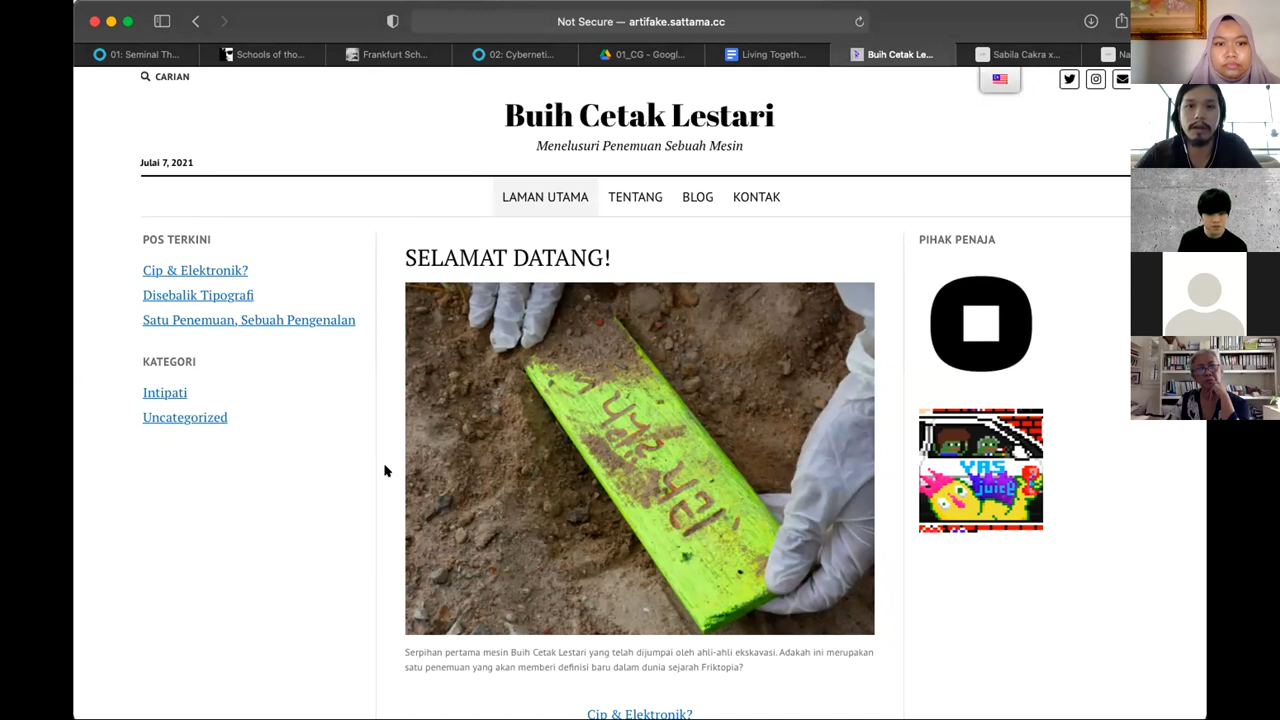 Not Secure — artifake.sattama.cc
01: Seminal Th...
Schools of tho...
Frankfurt Sch...
02: Cyberneti...
01_CG – Googl...
Living Togeth...
Buih Cetak Le...
Sabila Cakra x...
Na
CARIAN
Buih Cetak Lestari
Menelusuri Penemuan Sebuah Mesin
Julai 7, 2021
LAMAN UTAMA TENTANG BLOG KONTAK
POS TERKINI
Cip & Elektronik?
Disebalik Tipografi
Satu Penemuan, Sebuah Pengenalan
KATEGORI
Intipati
Uncategorized
SELAMAT DATANG!
Serpihan pertama mesin Buih Cetak Lestari yang telah dijumpai oleh ahli-ahli ekskavasi. Adakah ini merupakan
satu penemuan yang akan memberi definisi baru dalam dunia sejarah Friktopia?
Cip & Elektronik?
PIHAK PENAJA
YAS
juice